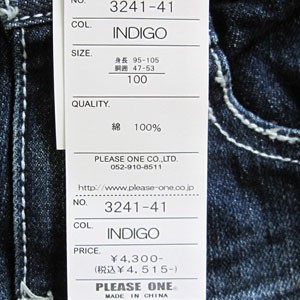 NO. 3241-41
COL. INDIGO
SIZE.
身長 95-105
胴囲 47-53
100
QUALITY.
綿 100%
PLEASE ONE CO.,LTD.
052-910-8511
http://www.please-one.co.jp
NO. 3241-41
COL. INDIGO
PRICE.
¥4,300-
(税込¥4,515-)
PLEASE ONE.
MADE IN CHINA